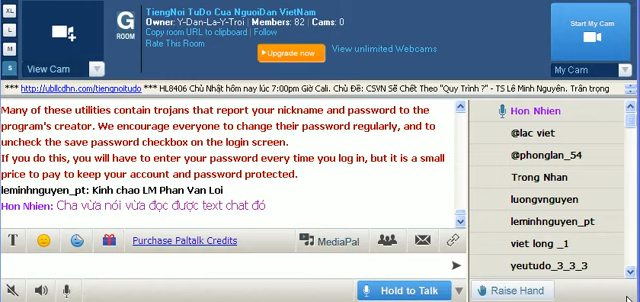 TiengNoi TuDo Cua NguoiDan VietNam
Owner: Y-Dan-La-Y-Troi | Members: 82 | Cams: 0
Copy room URL to clipboard | Follow
Rate This Room
G
ROOM
Upgrade now
View unlimited Webcams
Start My Cam
XL
L
M
S
View Cam
My Cam
*** http://ubllcdhn.com/tiengnoitudo *** HL8406 Chủ Nhật hôm nay lúc 7:00pm Giờ Cali. Chủ Đề: CSVN Sẽ Chết Theo "Quy Trình ?" - TS Lê Minh Nguyên. Trân trọng
Many of these utilities contain trojans that report your nickname and password to the
program's creator. We encourage everyone to change their password regularly, and to
uncheck the save password checkbox on the login screen.
If you do this, you will have to enter your password every time you log in, but it is a small
price to pay to keep your account and password protected.
leminhnguyen_pt: Kinh chao LM Phan Van Loi
Hon Nhien: Cha vừa nói vừa đọc được text chat đó
Hon Nhien
@lac viet
@phonglan_54
Trong Nhan
luongvnguyen
leminhnguyen_pt
viet long _1
yeutudo_3_3_3
T
Purchase Paltalk Credits
MediaPal
Hold to Talk
Raise Hand